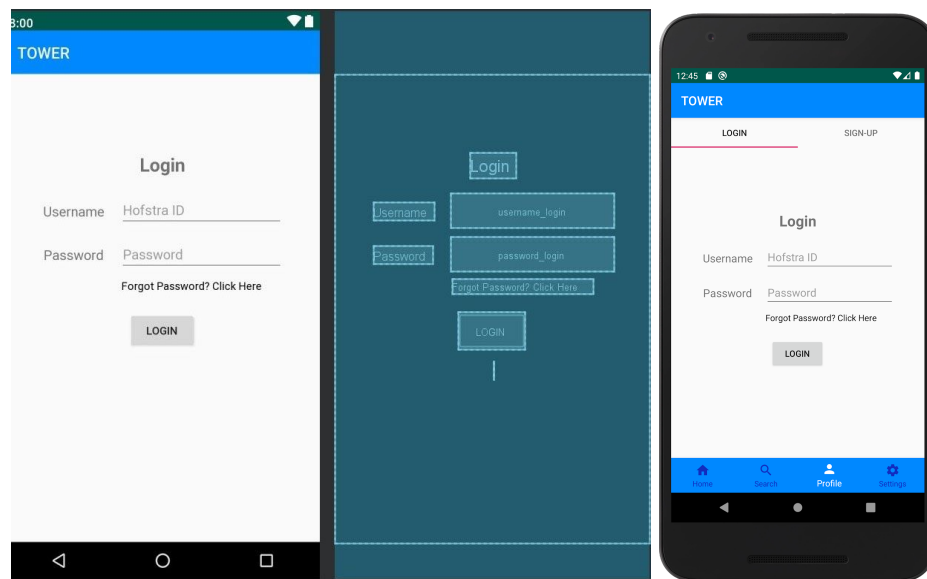 8:00
TOWER
Login
Username Hofstra ID
Password Password
Forgot Password? Click Here
LOGIN
Login
Username username_login
Password password_login
Forgot Password? Click Here
LOGIN
12:45
TOWER
LOGIN SIGN-UP
Login
Username Hofstra ID
Password Password
Forgot Password? Click Here
LOGIN
Home Search Profile Settings